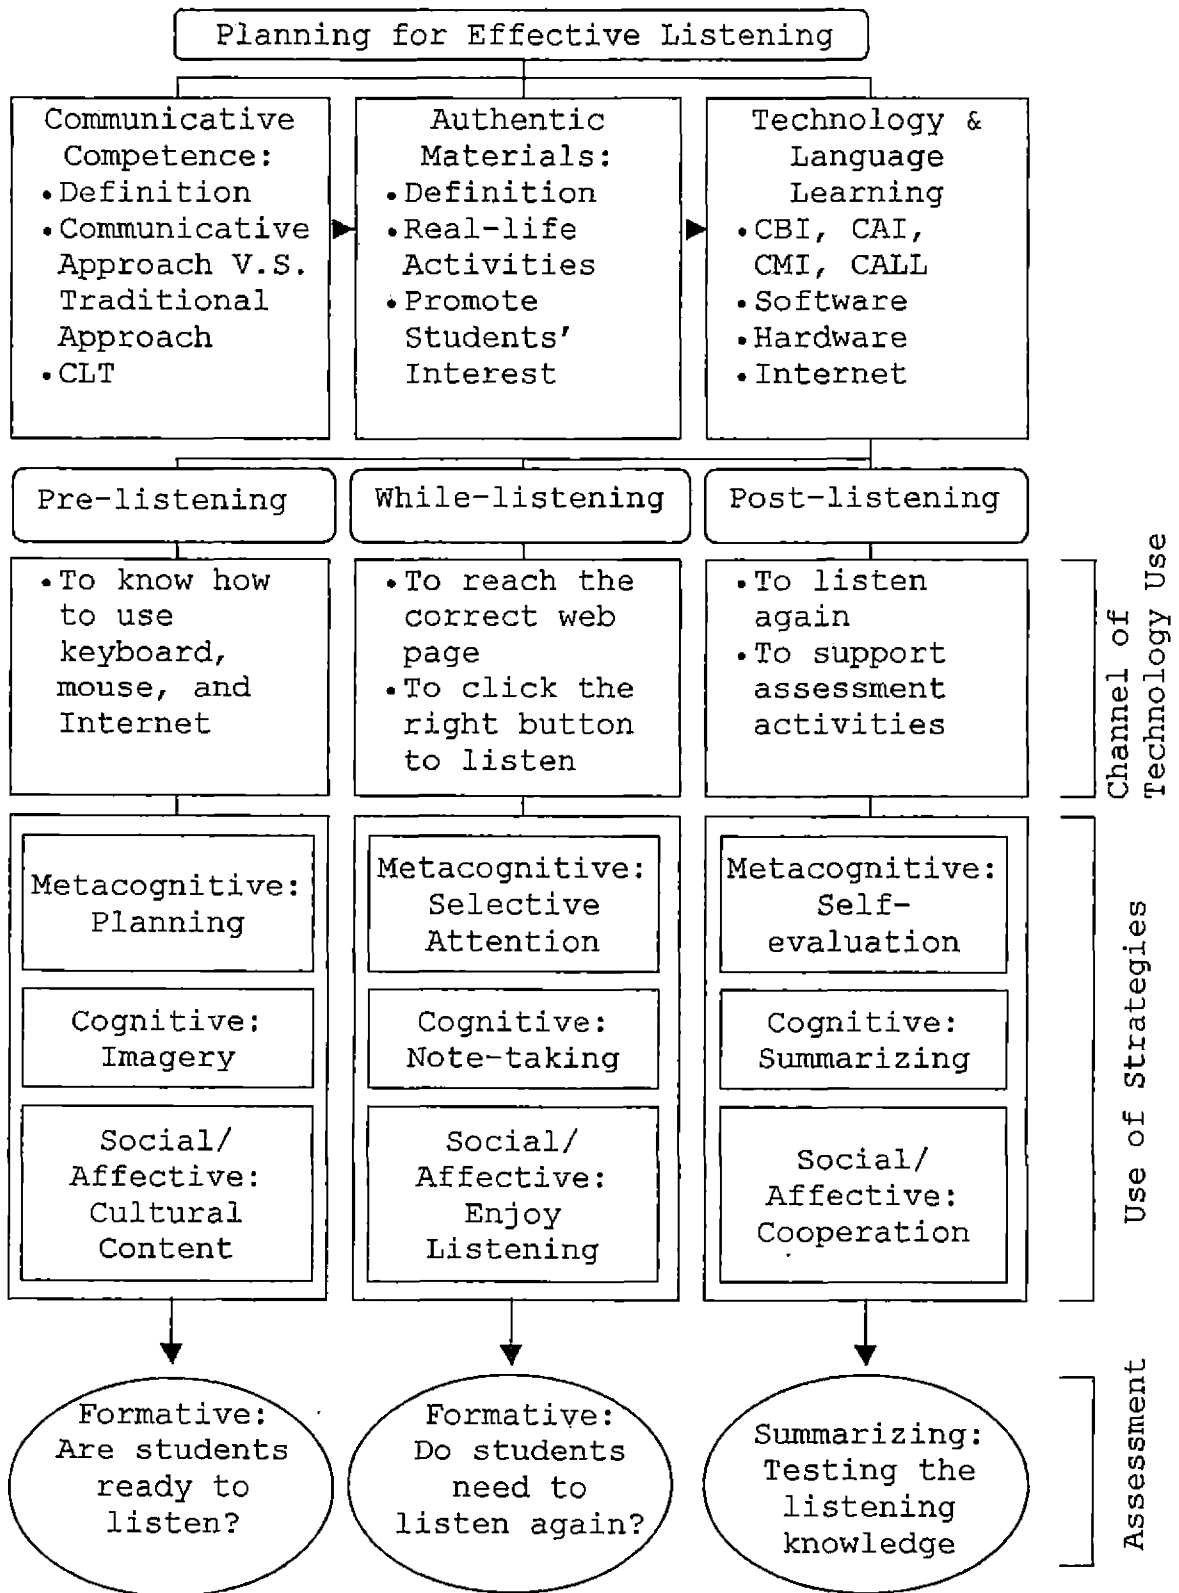 Planning for Effective Listening
Communicative
Competence:
•Definition
•Communicative
Approach V.S.
Traditional
Approach
•CLT
Authentic
Materials:
•Definition
•Real-life
Activities
•Promote
Students'
Interest
Technology &
Language
Learning
•CBI, CAI,
CMI, CALL
•Software
•Hardware
•Internet
Pre-listening
While-listening
Post-listening
•To know how
to use
keyboard,
mouse, and
Internet
•To reach the
correct web
page
•To click the
right button
to listen
•To listen
again
•To support
assessment
activities
Channel of
Technology Use
Metacognitive:
Planning
Metacognitive:
Selective
Attention
Metacognitive:
Self-
evaluation
Cognitive:
Imagery
Cognitive:
Note-taking
Cognitive:
Summarizing
Social/
Affective:
Cultural
Content
Social/
Affective:
Enjoy
Listening
Social/
Affective:
Cooperation
Use of Strategies
Formative:
Are students
ready to
listen?
Formative:
Do students
need to
listen again?
Summarizing:
Testing the
listening
knowledge
Assessment